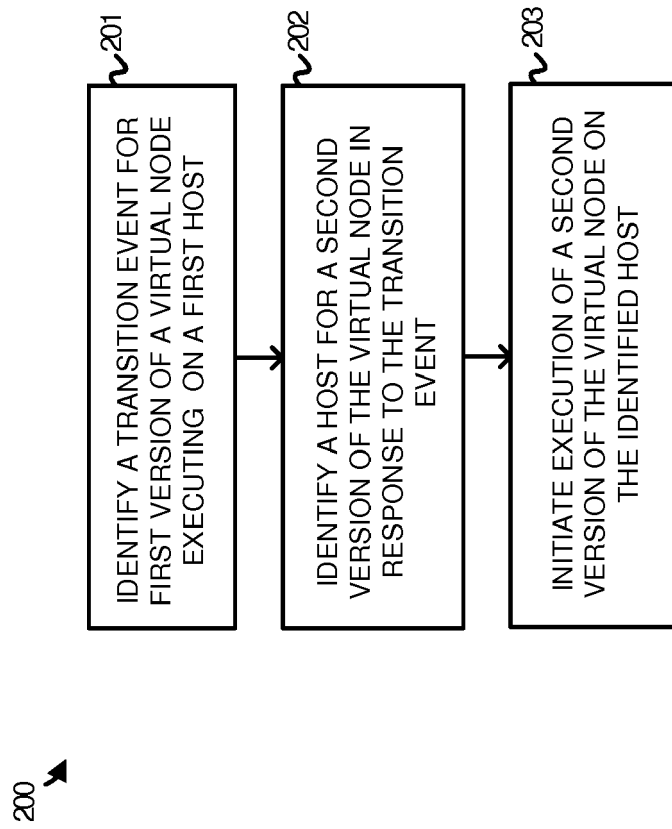 200
201
IDENTIFY A TRANSITION EVENT FOR
FIRST VERSION OF A VIRTUAL NODE
EXECUTING ON A FIRST HOST
202
IDENTIFY A HOST FOR A SECOND
VERSION OF THE VIRTUAL NODE IN
RESPONSE TO THE TRANSITION
EVENT
203
INITIATE EXECUTION OF A SECOND
VERSION OF THE VIRTUAL NODE ON
THE IDENTIFIED HOST